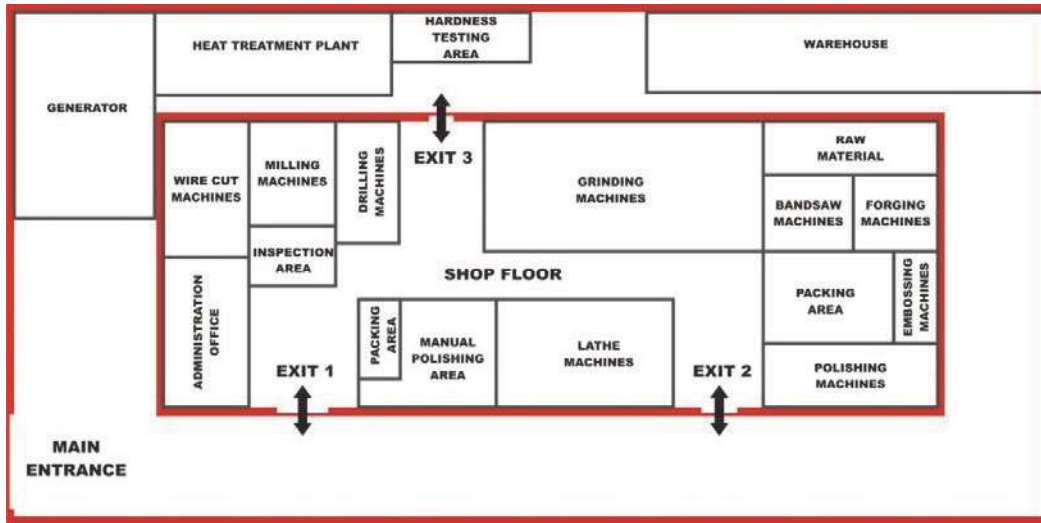 HEAT TREATMENT PLANT
HARDNESS
TESTING
AREA
WAREHOUSE
GENERATOR
EXIT 3
WIRE CUT
MACHINES
MILLING
MACHINES
DRILLING
MACHINES
GRINDING
MACHINES
RAW
MATERIAL
BANDSAW
MACHINES
FORGING
MACHINES
INSPECTION
AREA
SHOP FLOOR
ADMINISTRATION
OFFICE
PACKING
AREA
MANUAL
POLISHING
AREA
LATHE
MACHINES
PACKING
AREA
EMBOSSING
MACHINES
POLISHING
MACHINES
EXIT 1
EXIT 2
MAIN
ENTRANCE